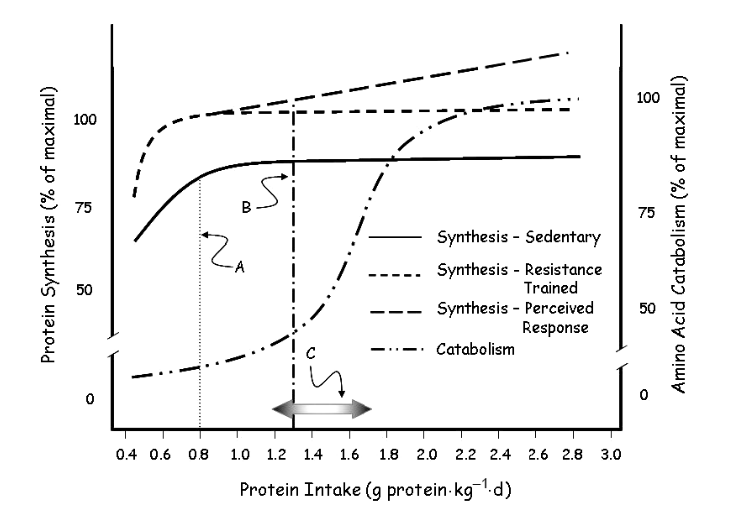 Protein Synthesis (% of maximal)
100
75
50
0
A
B
C
Synthesis – Sedentary
Synthesis – Resistance
Trained
Synthesis – Perceived
Response
Catabolism
100
75
50
0
Amino Acid Catabolism (% of maximal)
0.4 0.6 0.8 1.0 1.2 1.4 1.6 1.8 2.0 2.2 2.4 2.6 2.8 3.0
Protein Intake (g protein·kg⁻¹·d)